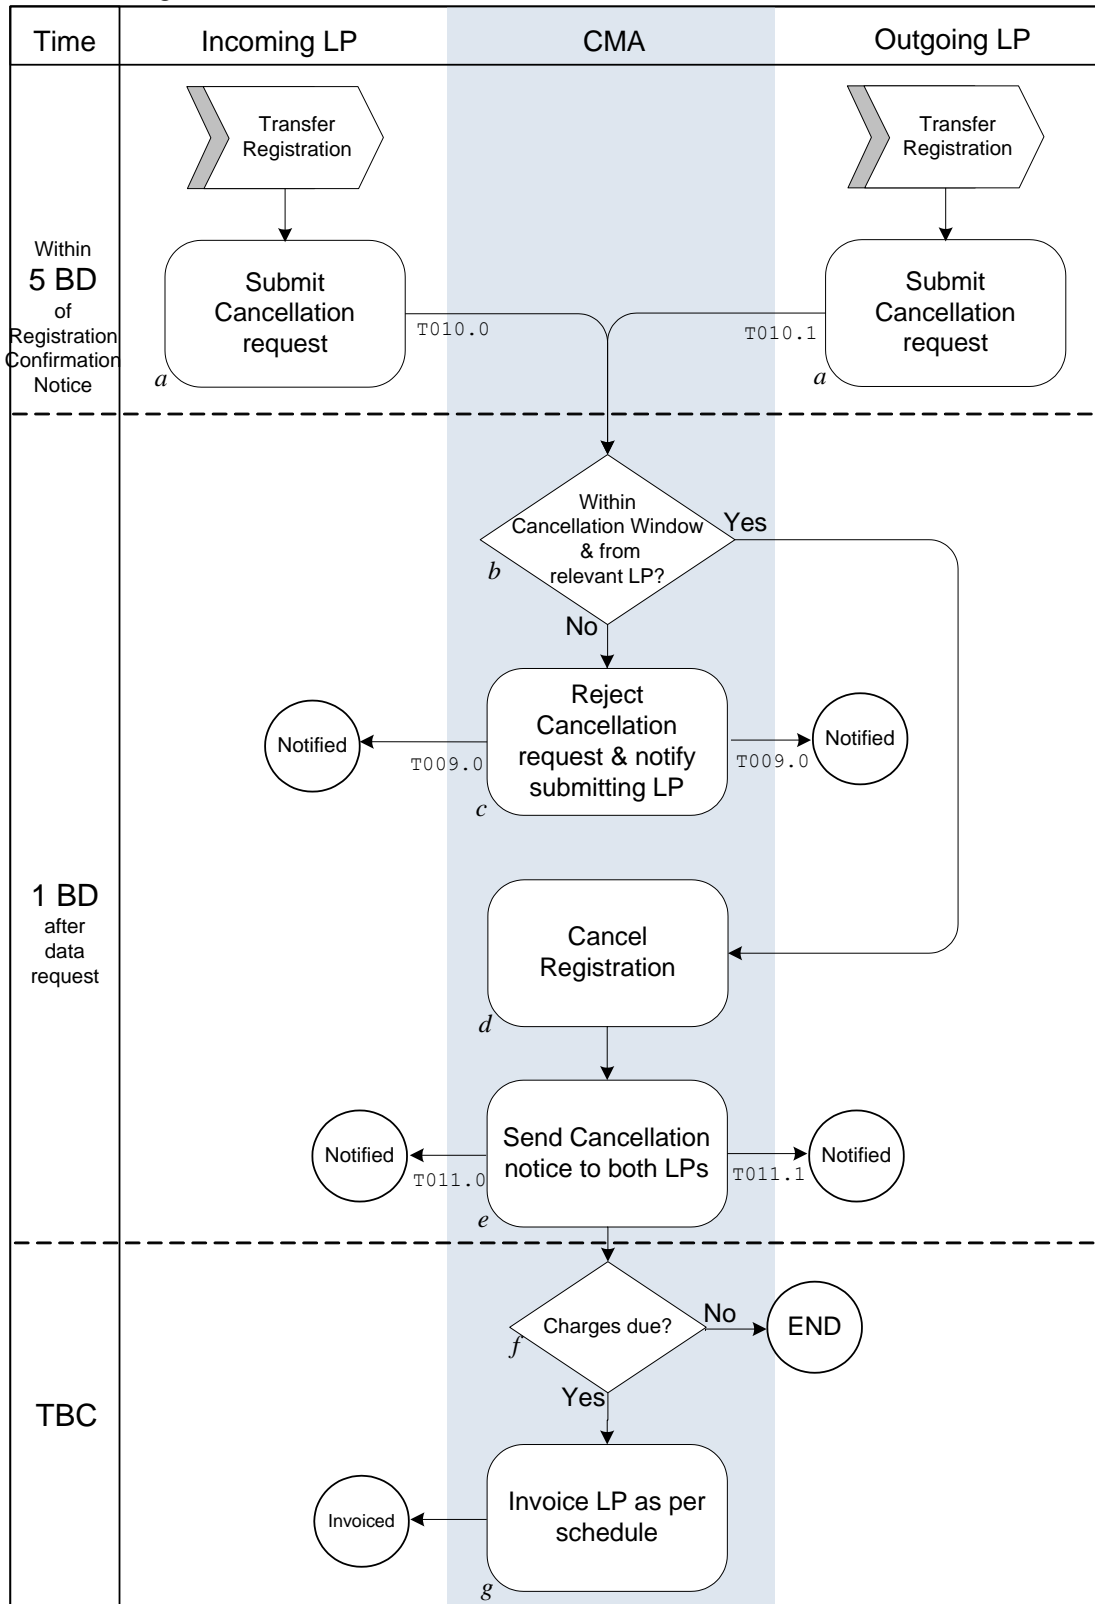 Time
Incoming LP
CMA
Outgoing LP
Transfer
Registration
Transfer
Registration
Within
5 BD
of
Registration
Confirmation
Notice
Submit
Cancellation
request
a
T010.0
T010.1
Submit
Cancellation
request
a
Within
Cancellation Window
& from
relevant LP?
b
Yes
No
Reject
Cancellation
request & notify
submitting LP
c
Notified
T009.0
T009.0
Notified
1 BD
after
data
request
Cancel
Registration
d
Send Cancellation
notice to both LPs
e
Notified
T011.0
T011.1
Notified
TBC
Charges due?
f
No
END
Yes
Invoice LP as per
schedule
g
Invoiced